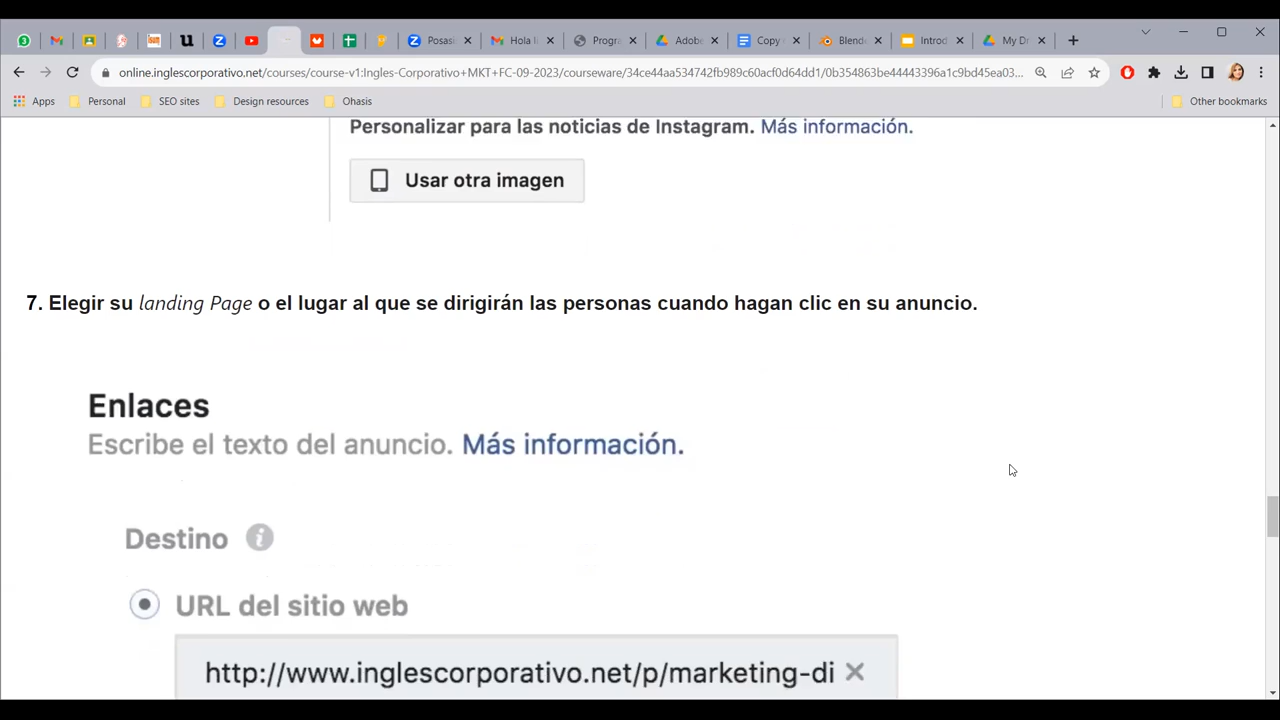 Posasi
Hola l
Progra
Adobe
Copy
Blende
Introd
My Dr
online.inglescorporativo.net/courses/course-v1:Ingles-Corporativo+MKT+FC-09-2023/courseware/34ce44aa534742fb989c60acf0d64dd1/0b354863be44443396a1c9bd45ea03...
Apps
Personal
SEO sites
Design resources
Ohasis
Other bookmarks
Personalizar para las noticias de Instagram. Más información.
Usar otra imagen
7. Elegir su landing Page o el lugar al que se dirigirán las personas cuando hagan clic en su anuncio.
Enlaces
Escribe el texto del anuncio. Más información.
Destino
URL del sitio web
http://www.inglescorporativo.net/p/marketing-di